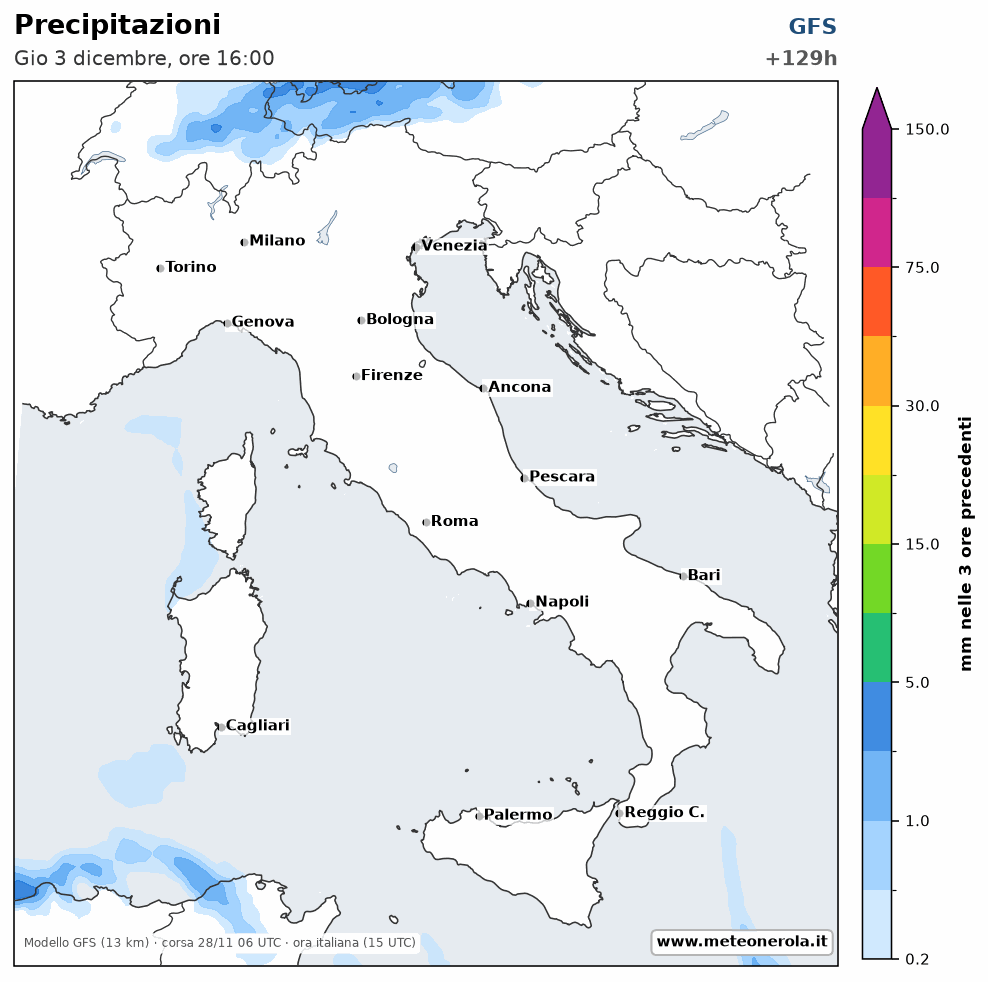 Precipitazioni
GFS
Gio 3 dicembre, ore 16:00
+129h
150.0
75.0
30.0
15.0
5.0
1.0
0.2
mm nelle 3 ore precedenti
Milano
Venezia
Torino
Genova
Bologna
Firenze
Ancona
Pescara
Roma
Bari
Napoli
Cagliari
Palermo
Reggio C.
Modello GFS (13 km) · corsa 28/11 06 UTC · ora italiana (15 UTC)
www.meteonerola.it